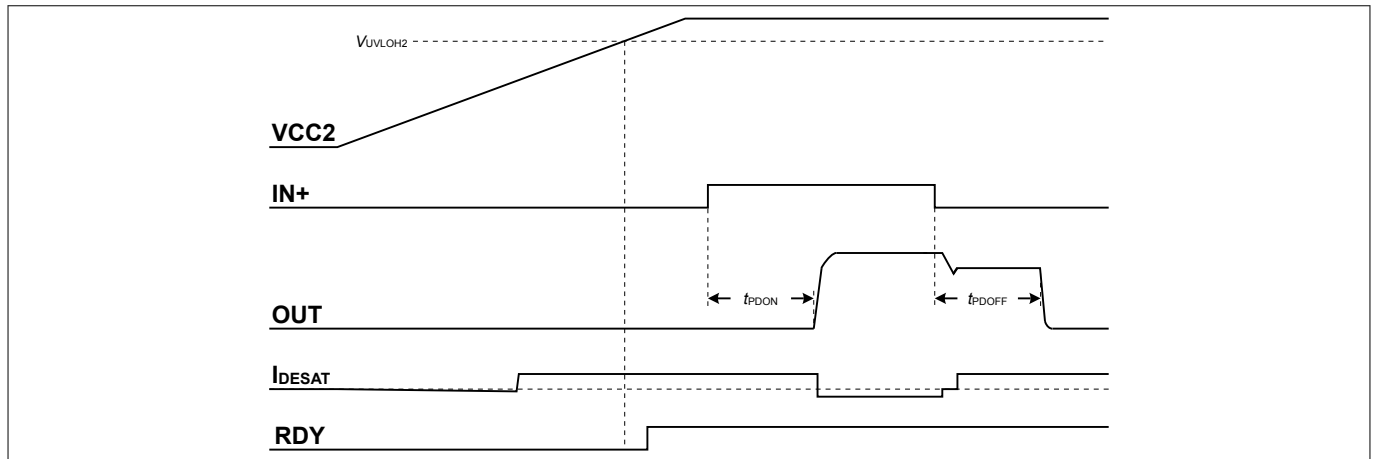 VUVLOH2
VCC2
IN+
tPDON
tPDOFF
OUT
IDESAT
RDY